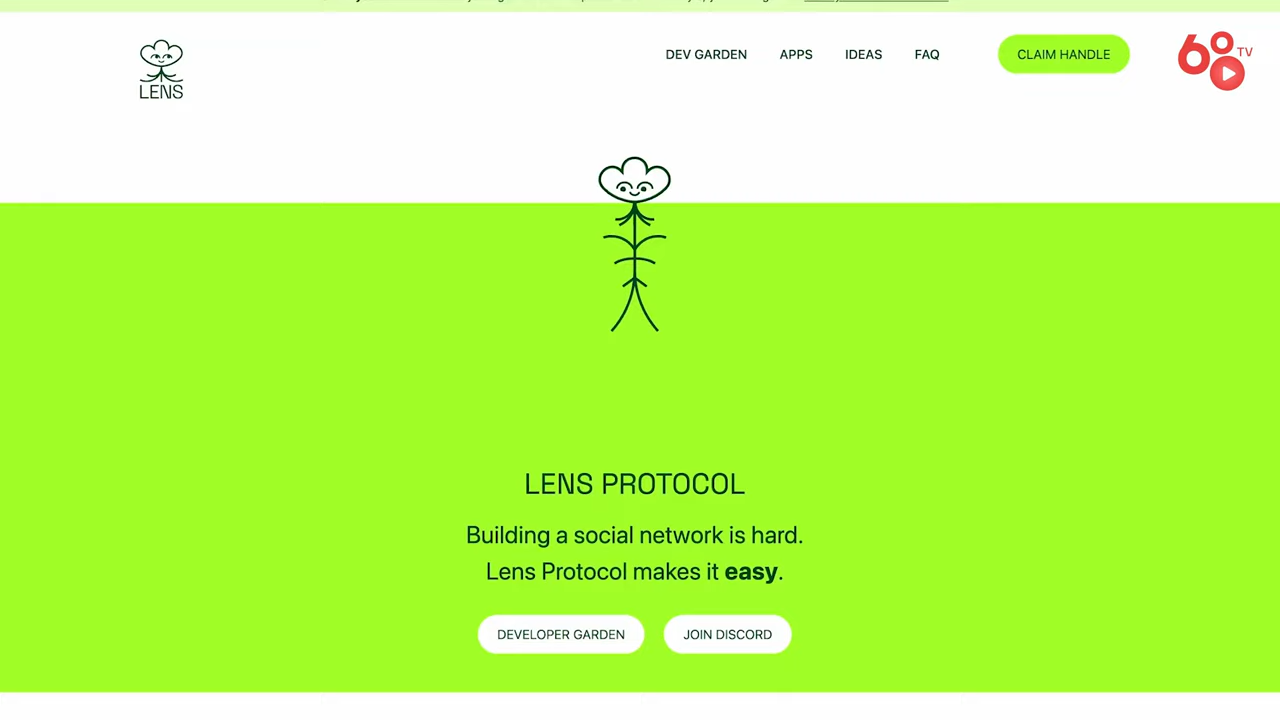 LENS
DEV GARDEN
APPS
IDEAS
FAQ
CLAIM HANDLE
60 TV
LENS PROTOCOL
Building a social network is hard.
Lens Protocol makes it easy.
DEVELOPER GARDEN
JOIN DISCORD